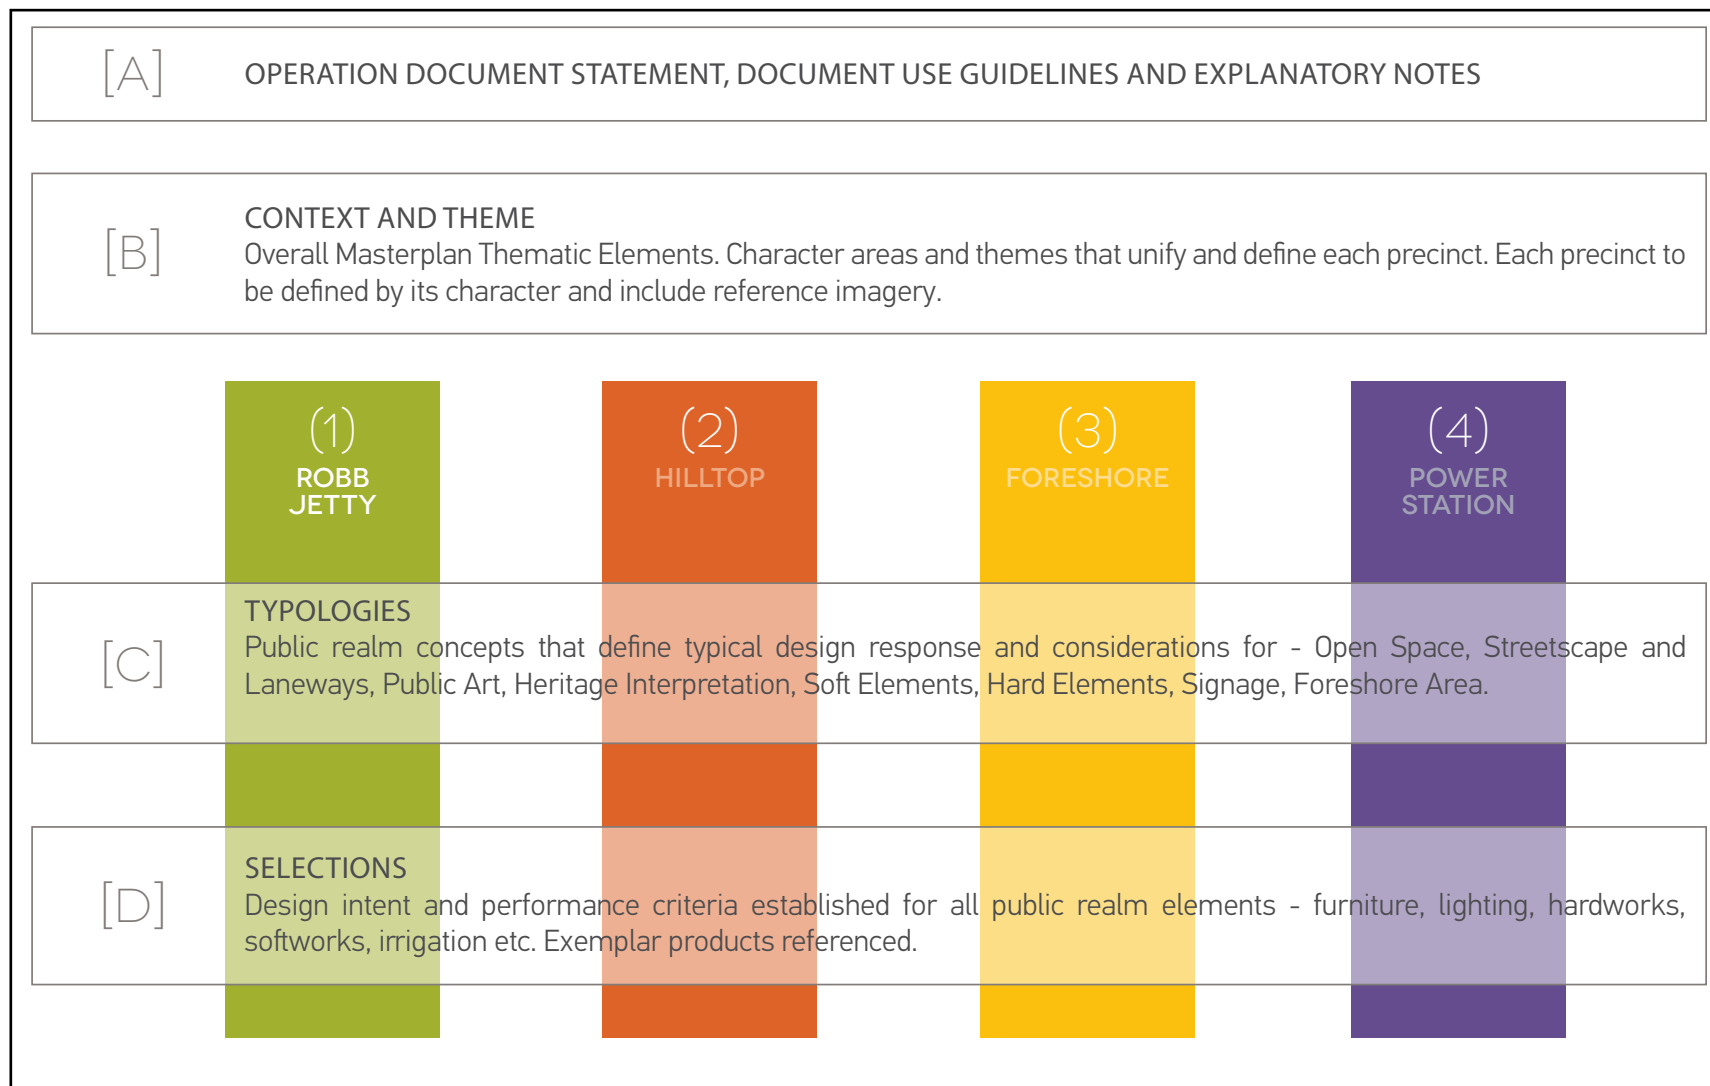 [A]
OPERATION DOCUMENT STATEMENT, DOCUMENT USE GUIDELINES AND EXPLANATORY NOTES
[B]
CONTEXT AND THEME
Overall Masterplan Thematic Elements. Character areas and themes that unify and define each precinct. Each precinct to
be defined by its character and include reference imagery.
(1)
ROBB
JETTY
(2)
HILLTOP
(3)
FORESHORE
(4)
POWER
STATION
[C]
TYPOLOGIES
Public realm concepts that define typical design response and considerations for - Open Space, Streetscape and
Laneways, Public Art, Heritage Interpretation, Soft Elements, Hard Elements, Signage, Foreshore Area.
[D]
SELECTIONS
Design intent and performance criteria established for all public realm elements - furniture, lighting, hardworks,
softworks, irrigation etc. Exemplar products referenced.